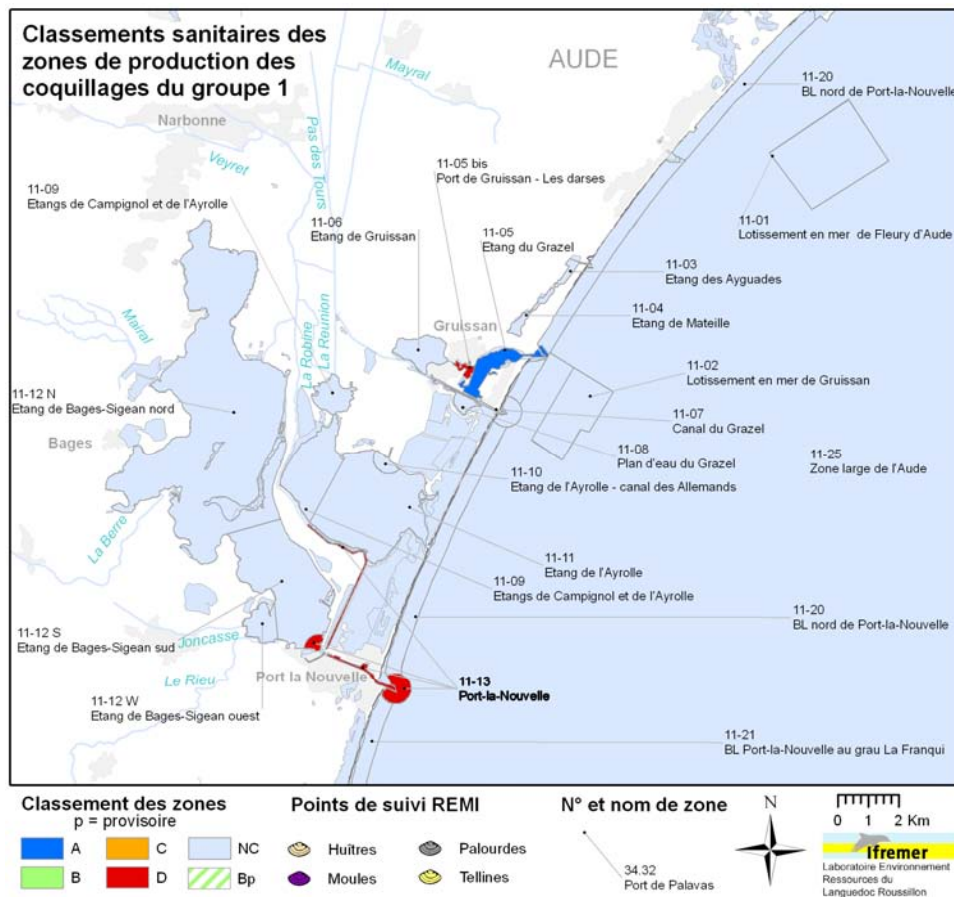 Classements sanitaires des
zones de production des
coquillages du groupe 1
AUDE
Mayral
11-20
BL nord de Port-la-Nouvelle
Narbonne
Veyret
Pas des Tours
11-05 bis
Port de Gruissan - Les darses
11-09
Etangs de Campignol et de l'Ayrolle
11-06
Etang de Gruissan
11-05
Etang du Grazel
11-01
Lotissement en mer de Fleury d'Aude
11-03
Etang des Ayguades
11-04
Etang de Mateille
Mairal
La Robine
La Reunion
Gruissan
11-02
Lotissement en mer de Gruissan
11-12 N
Etang de Bages-Sigean nord
11-07
Canal du Grazel
Bages
11-08
Plan d'eau du Grazel
11-25
Zone large de l'Aude
11-10
Etang de l'Ayrolle - canal des Allemands
La Berre
11-11
Etang de l'Ayrolle
11-09
Etangs de Campignol et de l'Ayrolle
11-20
BL nord de Port-la-Nouvelle
11-12 S
Etang de Bages-Sigean sud
Joncasse
Le Rieu
Port la Nouvelle
11-13
Port-la-Nouvelle
11-12 W
Etang de Bages-Sigean ouest
11-21
BL Port-la-Nouvelle au grau La Franqui
Classement des zones
p = provisoire
A
C
NC
B
D
Bp
Points de suivi REMI
Huîtres
Palourdes
Moules
Tellines
N° et nom de zone
34.32
Port de Palavas
N
0 1 2 Km
Ifremer
Laboratoire Environnement
Ressources du
Languedoc Roussillon